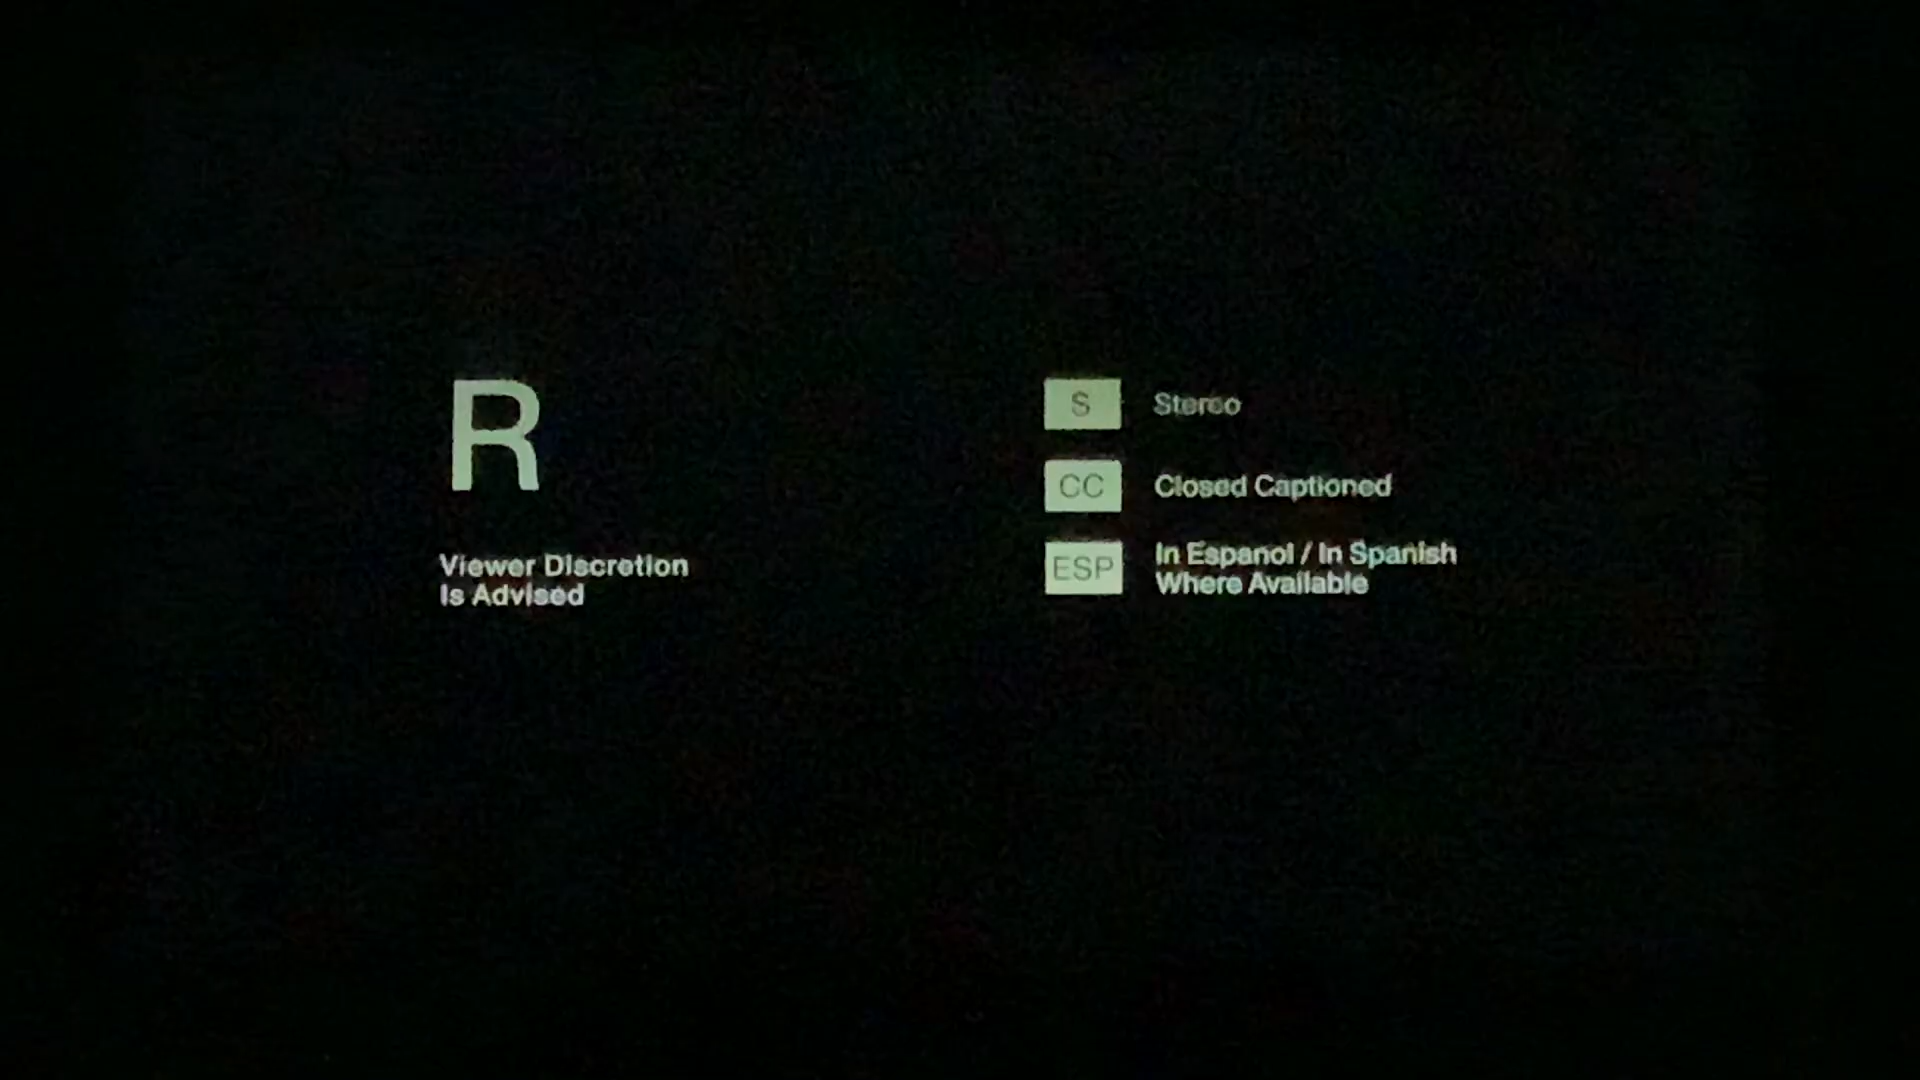 R
Viewer Discretion
Is Advised
S Stereo
CC Closed Captioned
ESP In Espanol / In Spanish
Where Available